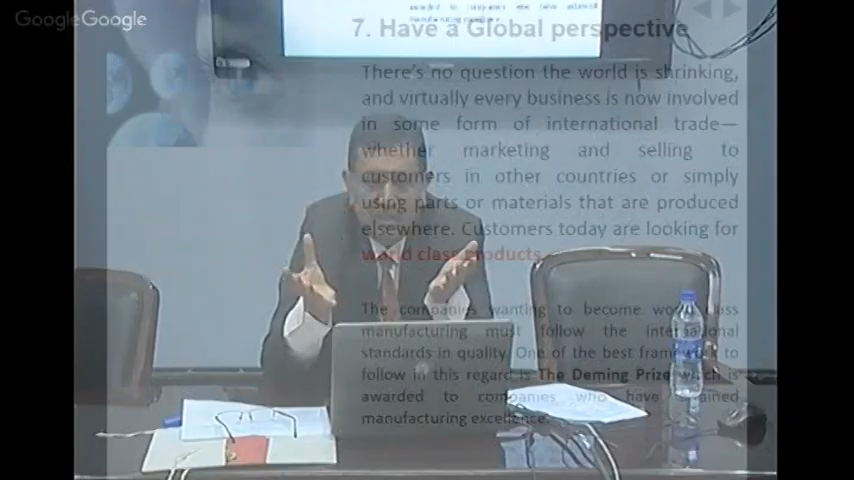 GoogleGoogle
7. Have a Global perspective
There's no question the world is shrinking,
and virtually every business is now involved
in some form of international trade—
whether marketing and selling to
customers in other countries or simply
using parts or materials that are produced
elsewhere. Customers today are looking for
world class products.
The companies wanting to become world class
manufacturing must follow the international
standards in quality. One of the best framework to
follow in this regard is The Deming Prize which is
awarded to companies who have attained
manufacturing excellence.